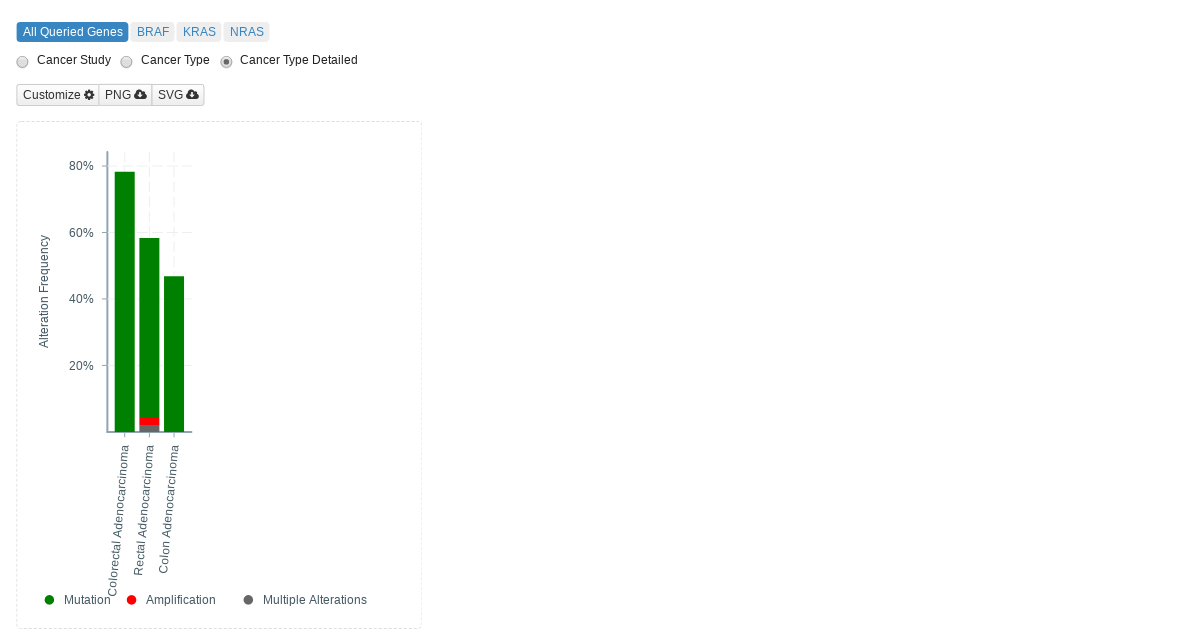 All Queried Genes BRAF KRAS NRAS
Cancer Study Cancer Type Cancer Type Detailed
Customize PNG SVG
80%
60%
40%
20%
Alteration Frequency
Colorectal Adenocarcinoma
Rectal Adenocarcinoma
Colon Adenocarcinoma
Mutation Amplification Multiple Alterations